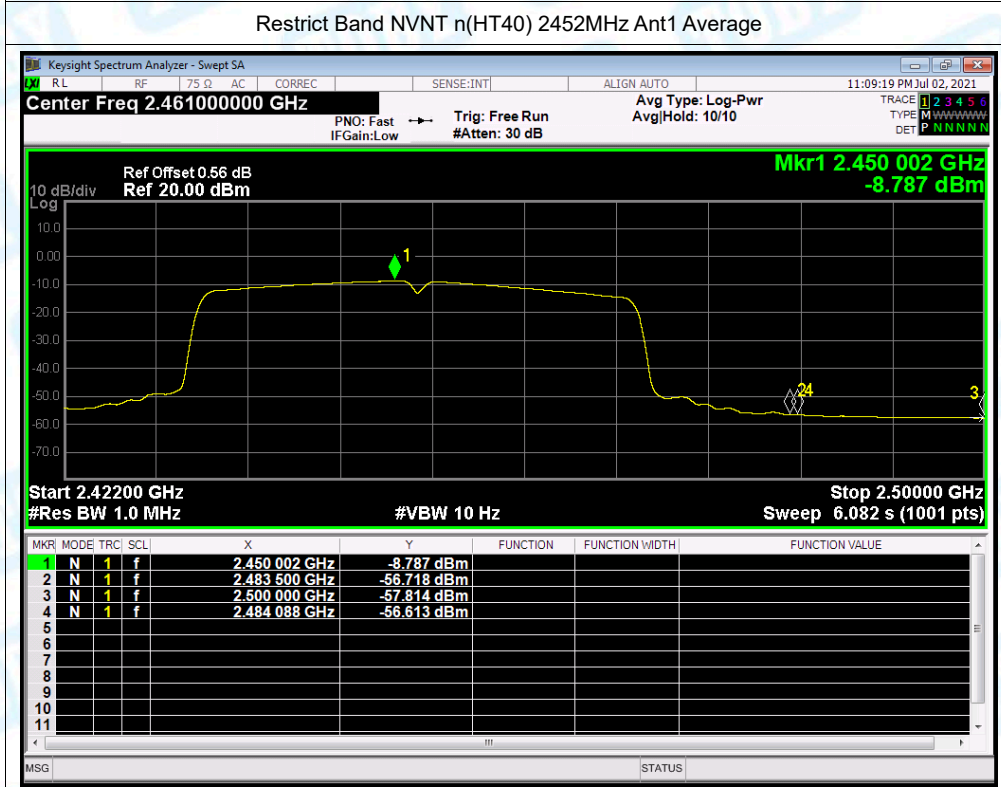 Restrict Band NVNT n(HT40) 2452MHz Ant1 Average
Keysight Spectrum Analyzer - Swept SA
LXI RL RF 75 Ω AC CORREC SENSE:INT ALIGN AUTO 11:09:19 PM Jul 02, 2021
Center Freq 2.461000000 GHz
PNO: Fast
IFGain:Low
Trig: Free Run
#Atten: 30 dB
Avg Type: Log-Pwr
Avg|Hold: 10/10
TRACE 1 2 3 4 5 6
TYPE M WWWWW
DET P N N N N N
Mkr1 2.450 002 GHz
-8.787 dBm
Ref Offset 0.56 dB
10 dB/div Ref 20.00 dBm
Log
10.0
0.00
-10.0
-20.0
-30.0
-40.0
-50.0
-60.0
-70.0
1
2 4
3
Start 2.42200 GHz Stop 2.50000 GHz
#Res BW 1.0 MHz #VBW 10 Hz Sweep 6.082 s (1001 pts)
MKR MODE TRC SCL X Y FUNCTION FUNCTION WIDTH FUNCTION VALUE
1 N 1 f 2.450 002 GHz -8.787 dBm
2 N 1 f 2.483 500 GHz -56.718 dBm
3 N 1 f 2.500 000 GHz -57.814 dBm
4 N 1 f 2.484 088 GHz -56.613 dBm
5
6
7
8
9
10
11
MSG STATUS